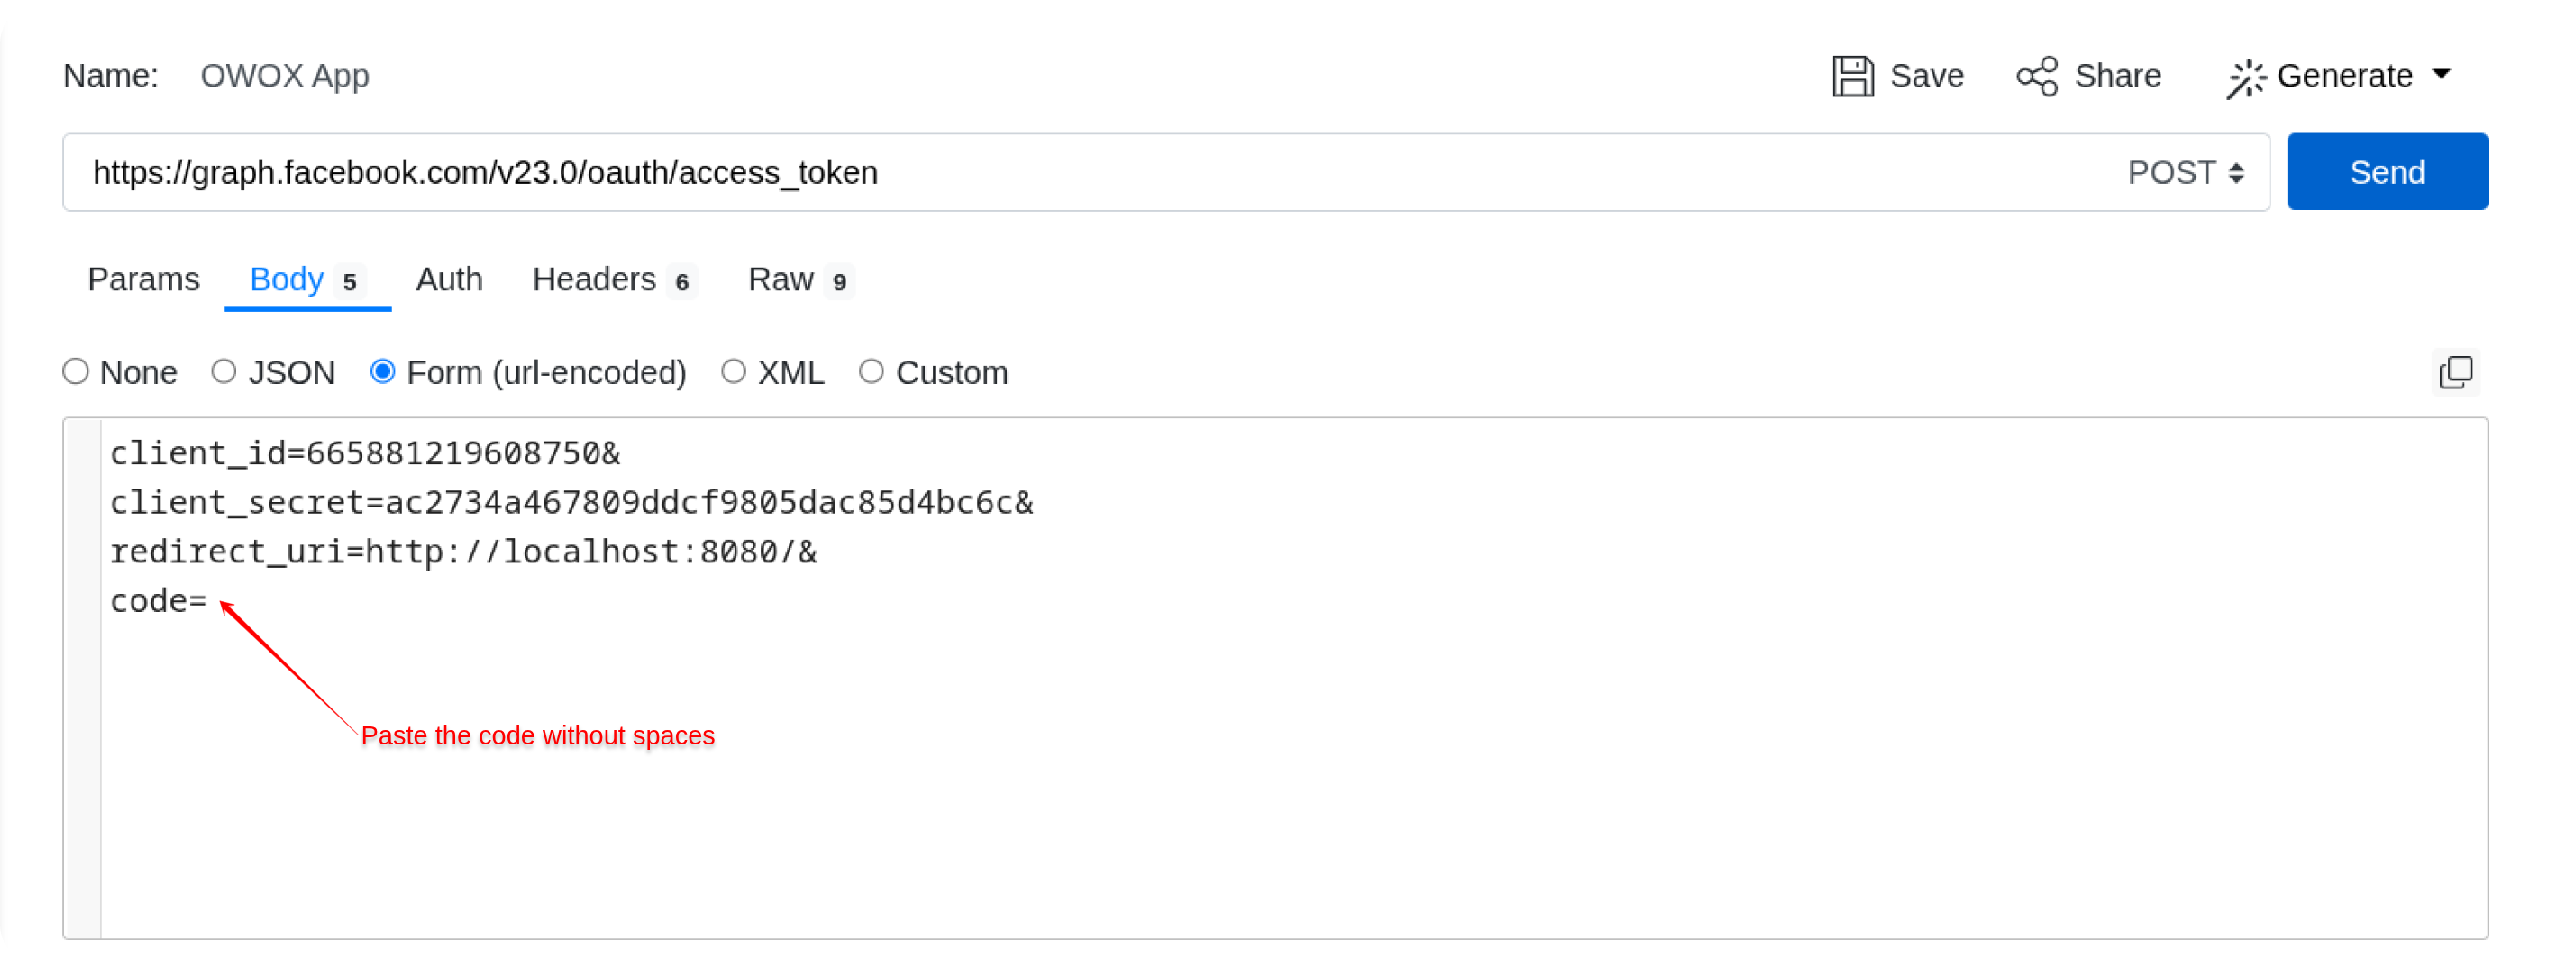 Name: OWOX App Save Share Generate
https://graph.facebook.com/v23.0/oauth/access_token POST Send
Params Body 5 Auth Headers 6 Raw 9
None JSON Form (url-encoded) XML Custom
client_id=665881219608750&
client_secret=ac2734a467809ddcf9805dac85d4bc6c&
redirect_uri=http://localhost:8080/&
code=
Paste the code without spaces